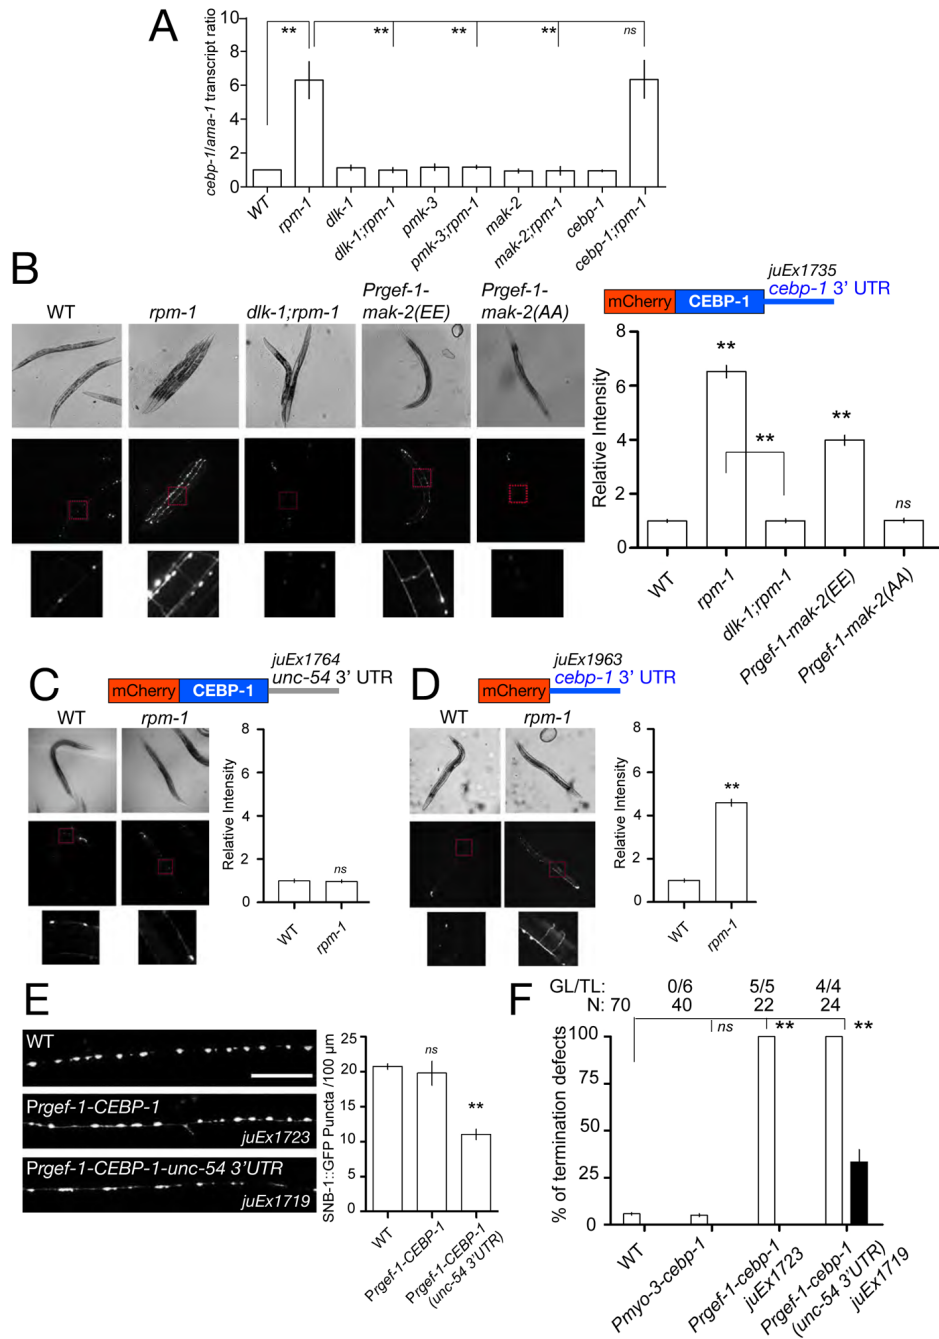 A
cebp-1/ama-1 transcript ratio
10
8
6
4
2
0
**
**
**
**
ns
WT
rpm-1
dlk-1
dlk-1;rpm-1
pmk-3
pmk-3;rpm-1
mak-2
mak-2;rpm-1
cebp-1
cebp-1;rpm-1
B
WT
rpm-1
dlk-1;rpm-1
Prgef-1-
mak-2(EE)
Prgef-1-
mak-2(AA)
juEx1735
cebp-1 3' UTR
mCherry
CEBP-1
Relative Intensity
8
6
4
2
0
**
**
**
ns
WT
rpm-1
dlk-1;rpm-1
Prgef-1-mak-2(EE)
Prgef-1-mak-2(AA)
C
juEx1764
unc-54 3' UTR
mCherry
CEBP-1
WT
rpm-1
Relative Intensity
8
6
4
2
0
ns
WT
rpm-1
D
juEx1963
cebp-1 3' UTR
mCherry
WT
rpm-1
Relative Intensity
8
6
4
2
0
**
WT
rpm-1
E
WT
Prgef-1-CEBP-1
juEx1723
Prgef-1-CEBP-1-unc-54 3'UTR
juEx1719
SNB-1::GFP Puncta /100 µm
25
20
15
10
5
0
ns
**
WT
Prgef-1-CEBP-1
Prgef-1-CEBP-1
(unc-54 3'UTR)
F
GL/TL: 0/6 5/5 4/4
N: 70 40 22 24
% of termination defects
100
75
50
25
0
ns
**
**
WT
Pmyo-3-cebp-1
Prgef-1-cebp-1
juEx1723
Prgef-1-cebp-1
(unc-54 3'UTR)
juEx1719